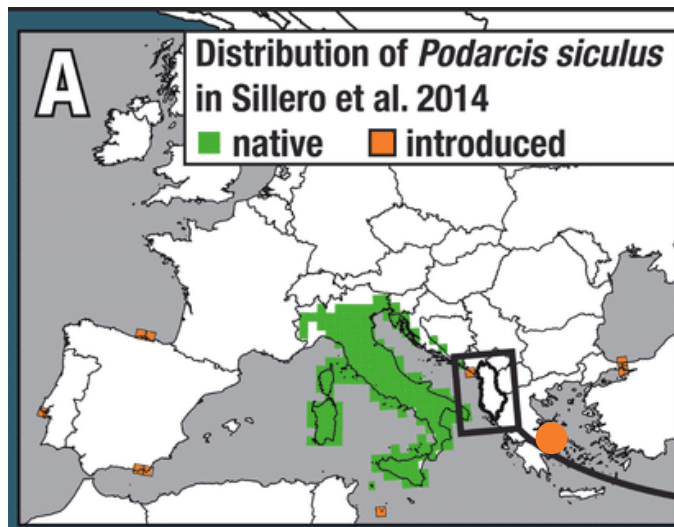 A
Distribution of Podarcis siculus
in Sillero et al. 2014
native introduced